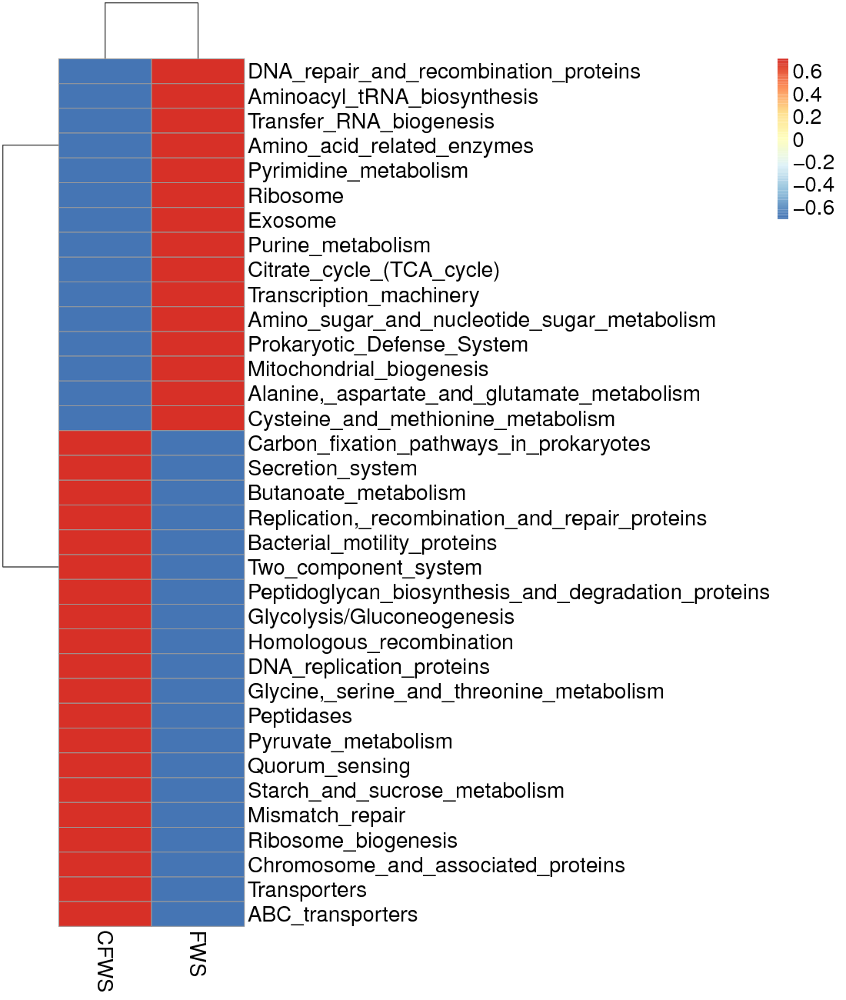 DNA_repair_and_recombination_proteins
Aminoacyl_tRNA_biosynthesis
Transfer_RNA_biogenesis
Amino_acid_related_enzymes
Pyrimidine_metabolism
Ribosome
Exosome
Purine_metabolism
Citrate_cycle_(TCA_cycle)
Transcription_machinery
Amino_sugar_and_nucleotide_sugar_metabolism
Prokaryotic_Defense_System
Mitochondrial_biogenesis
Alanine,_aspartate_and_glutamate_metabolism
Cysteine_and_methionine_metabolism
Carbon_fixation_pathways_in_prokaryotes
Secretion_system
Butanoate_metabolism
Replication,_recombination_and_repair_proteins
Bacterial_motility_proteins
Two_component_system
Peptidoglycan_biosynthesis_and_degradation_proteins
Glycolysis/Gluconeogenesis
Homologous_recombination
DNA_replication_proteins
Glycine,_serine_and_threonine_metabolism
Peptidases
Pyruvate_metabolism
Quorum_sensing
Starch_and_sucrose_metabolism
Mismatch_repair
Ribosome_biogenesis
Chromosome_and_associated_proteins
Transporters
ABC_transporters
CFWS
FWS
0.6
0.4
0.2
0
−0.2
−0.4
−0.6